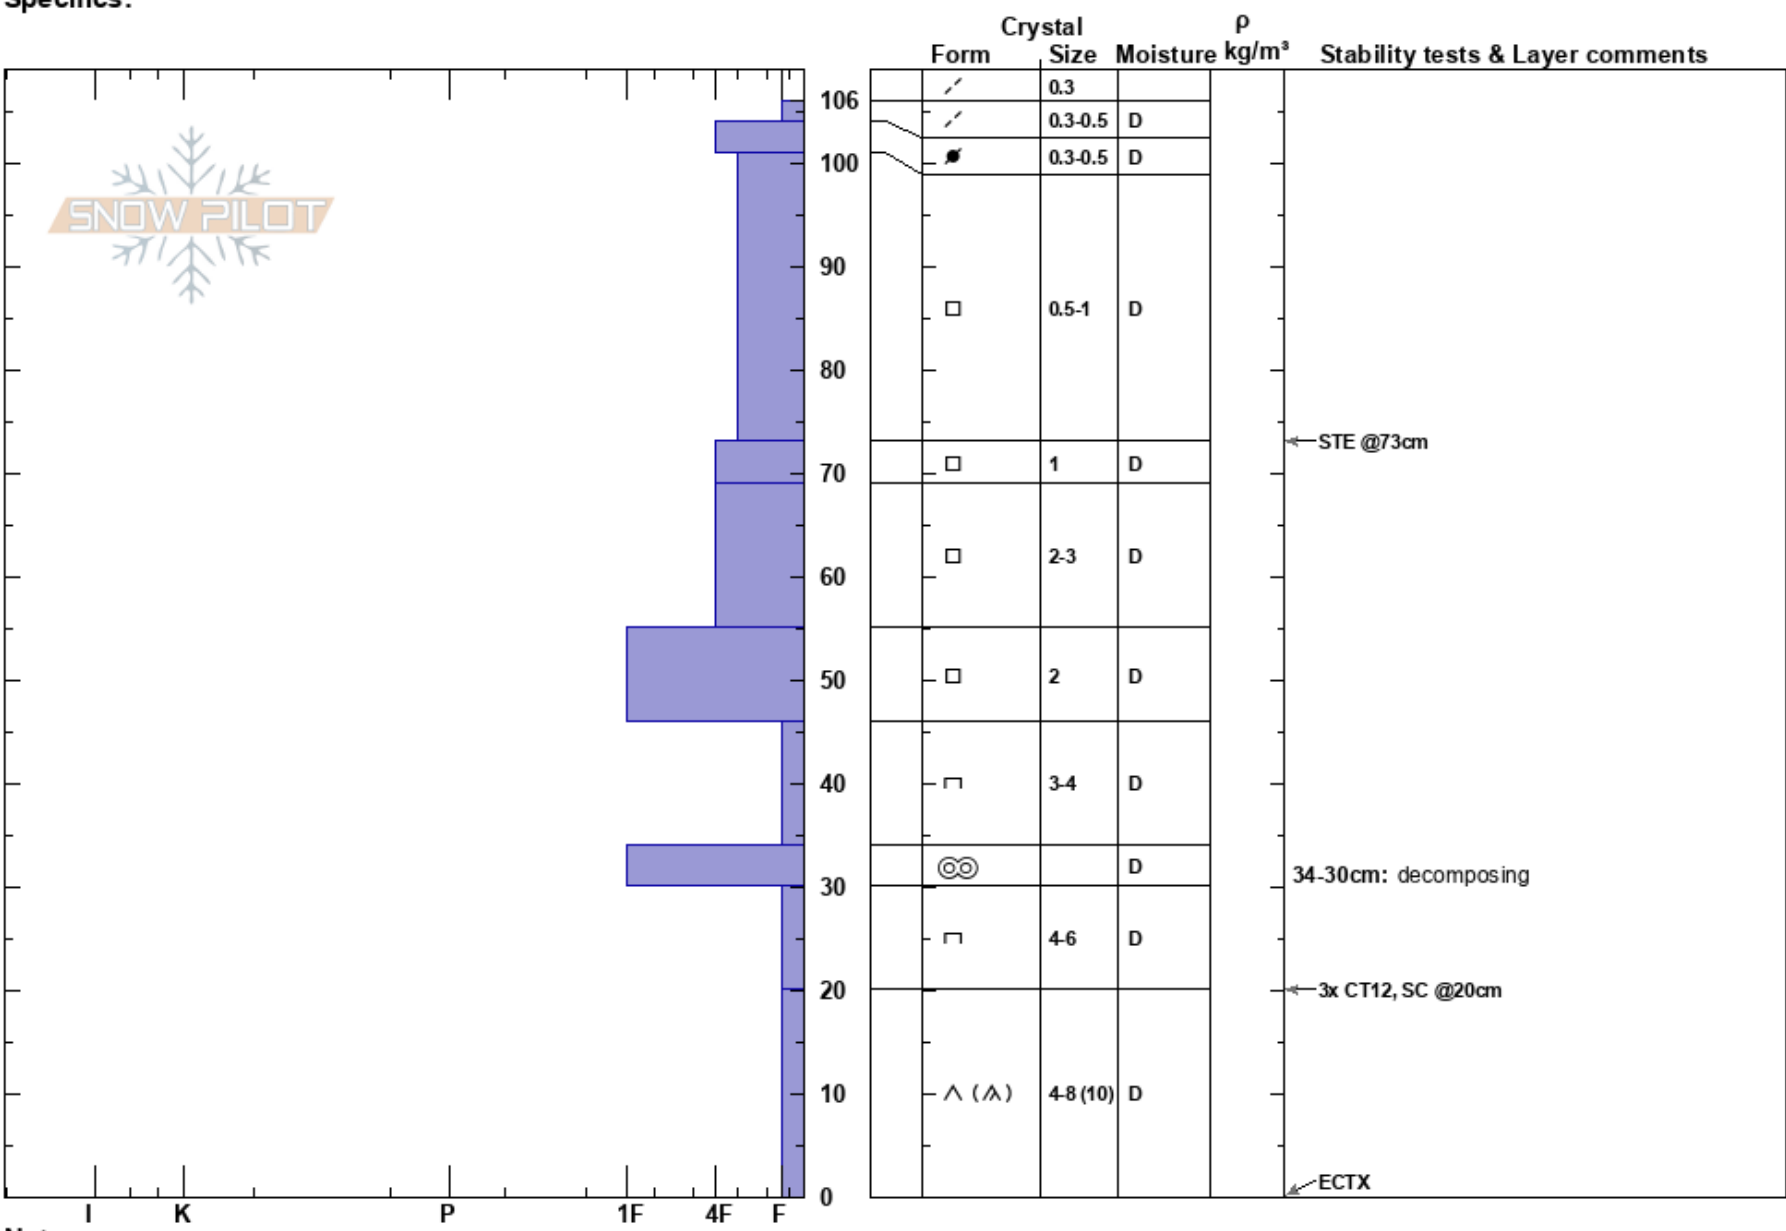 Specifics:
Crystal ρ
Form Size Moisture kg/m³ Stability tests & Layer comments
0.3
106
0.3-0.5 D
0.3-0.5 D
100
SNOW PILOT
90
0.5-1 D
80
STE @73cm
1 D
70
2-3 D
60
2 D
50
3-4 D
40
D
34-30cm: decomposing
30
4-6 D
20
3x CT12, SC @20cm
10
4-8 (10) D
ECTX
0
I K P 1F 4F F